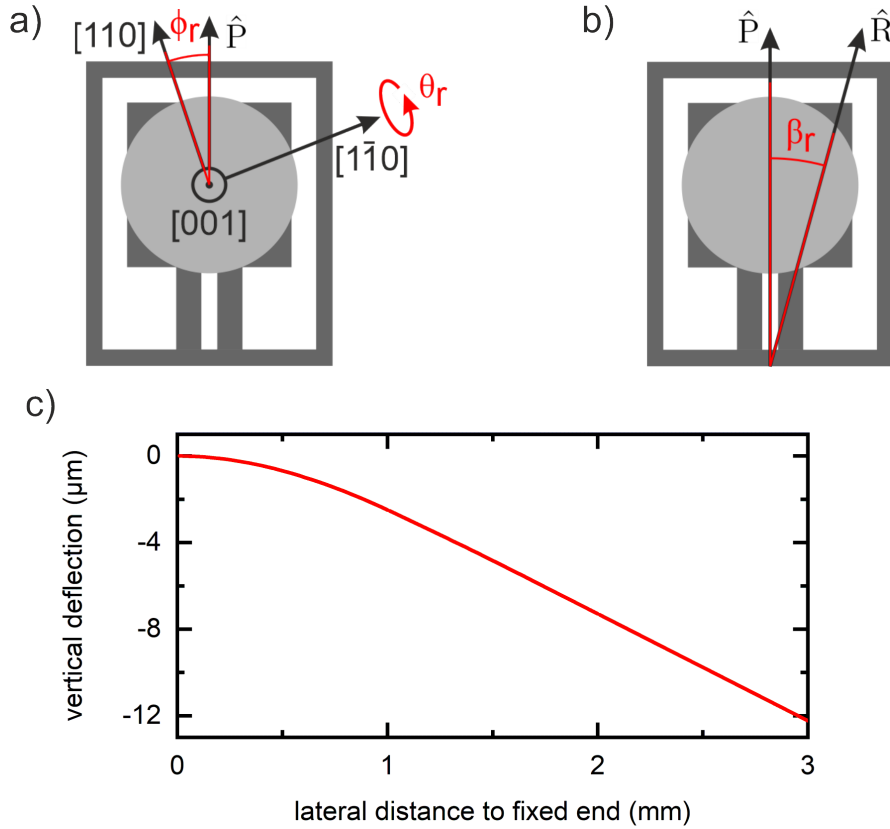 a)
[110]
ϕr
P̂
θr
[11̄0]
[001]
b)
P̂
R̂
βr
c)
vertical deflection (µm)
0
-4
-8
-12
0
1
2
3
lateral distance to fixed end (mm)